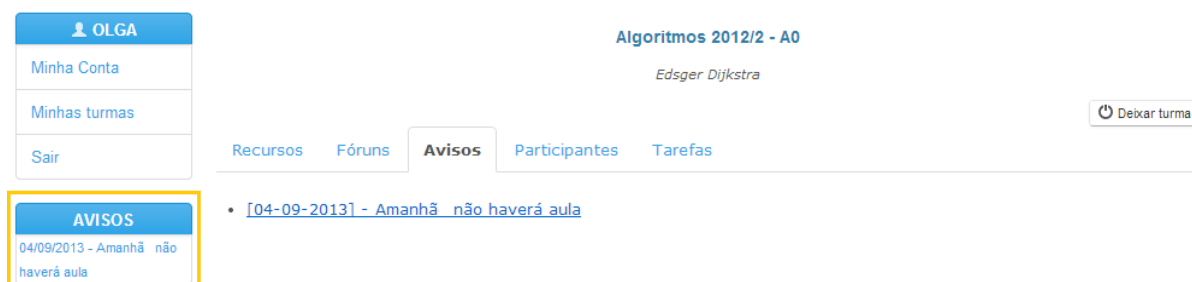 OLGA
Minha Conta
Minhas turmas
Sair
AVISOS
04/09/2013 - Amanhã não
haverá aula
Algoritmos 2012/2 - A0
Edsger Dijkstra
Deixar turma
Recursos Fóruns Avisos Participantes Tarefas
• [04-09-2013] - Amanhã não haverá aula